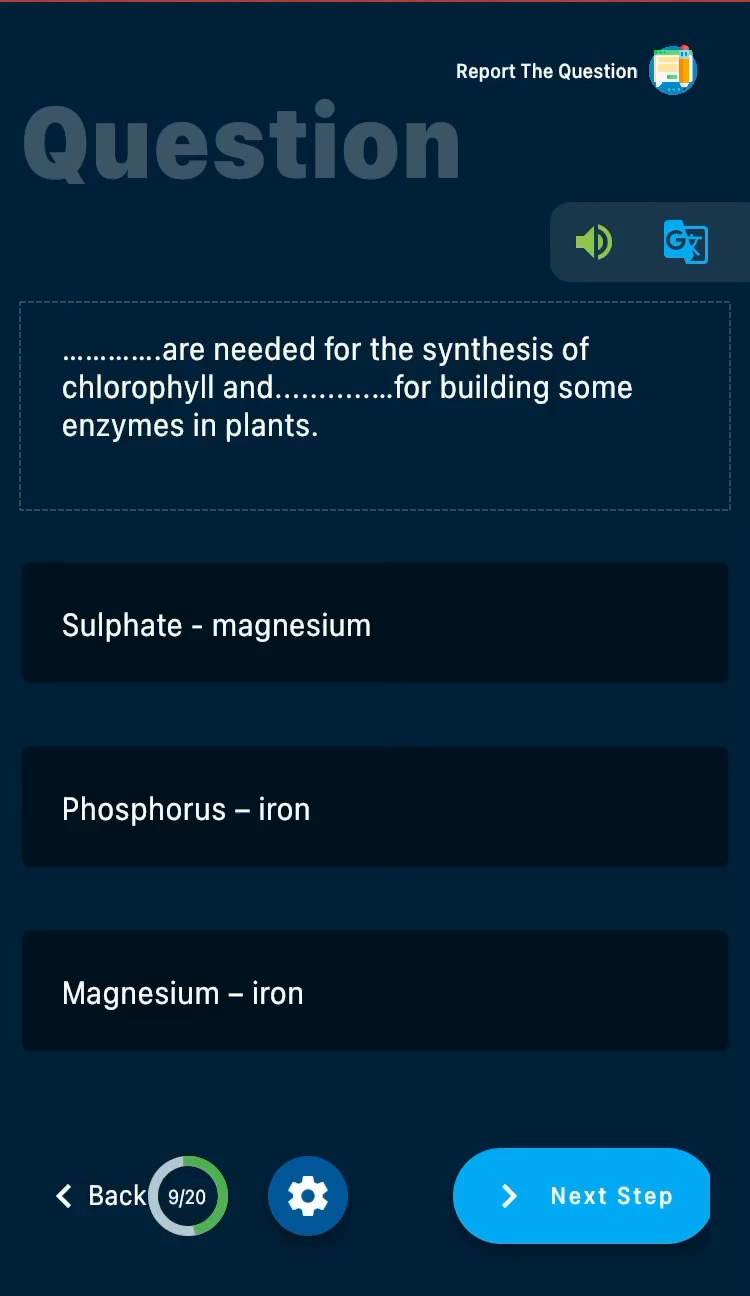 Report The Question
Question
.............are needed for the synthesis of
chlorophyll and...............for building some
enzymes in plants.
Sulphate - magnesium
Phosphorus – iron
Magnesium – iron
Back
9/20
Next Step